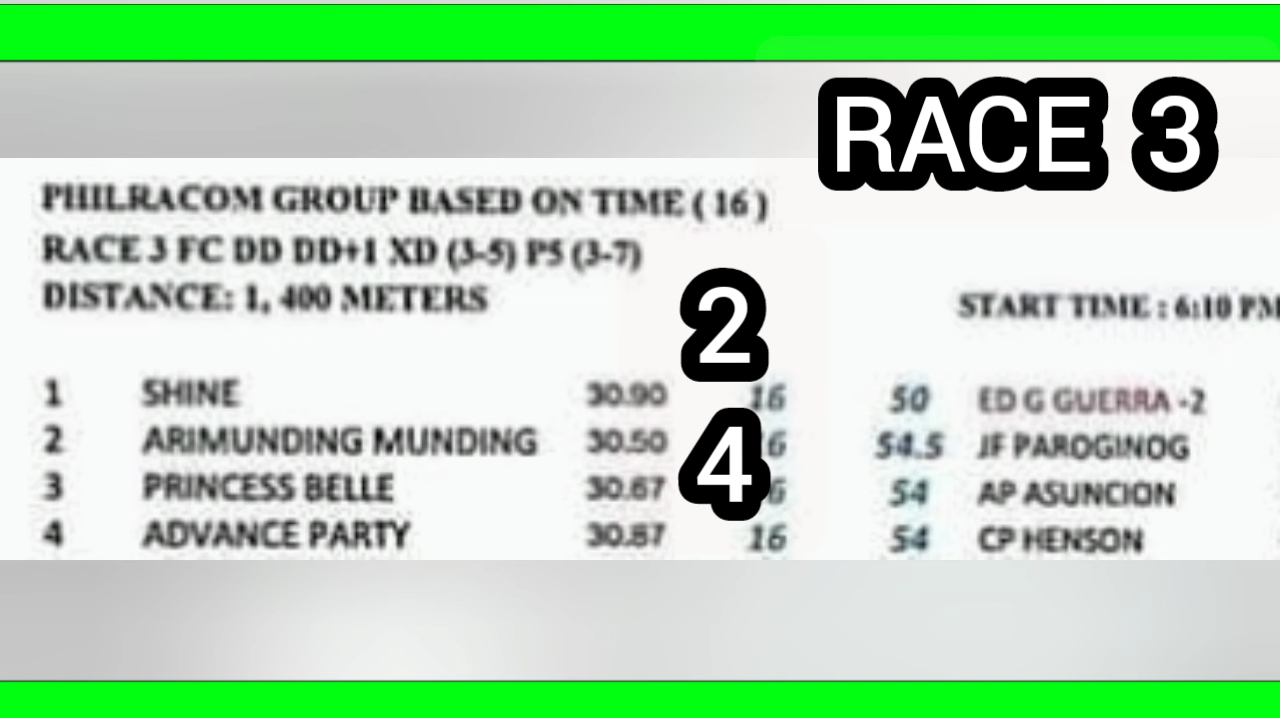 RACE 3
PHILRACOM GROUP BASED ON TIME ( 16 )
RACE 3 FC DD DD+1 XD (3-5) P5 (3-7)
DISTANCE: 1, 400 METERS
START TIME : 6:10 PM
2
4
1 SHINE 30.90 16 50 ED G GUERRA -2
2 ARIMUNDING MUNDING 30.50 6 54.5 JF PAROGINOG
3 PRINCESS BELLE 30.67 6 54 AP ASUNCION
4 ADVANCE PARTY 30.87 16 54 CP HENSON